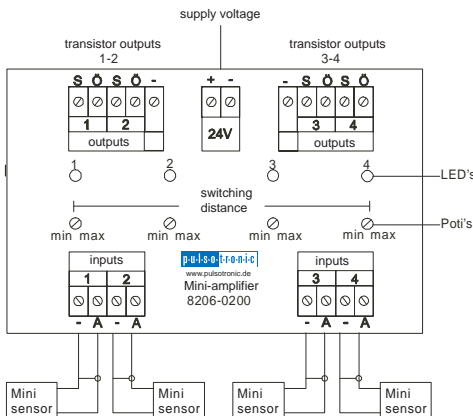 supply voltage
transistor outputs
1-2
transistor outputs
3-4
S Ö S Ö -
+ -
- S Ö S Ö
1 2
24V
3 4
outputs
outputs
1 2 3 4
LED's
switching
distance
Poti's
min max min max min max min max
inputs
inputs
1 2
pulsotronic
3 4
www.pulsotronic.de
Mini-amplifier
8206-0200
- A - A
- A - A
Mini
sensor
Mini
sensor
Mini
sensor
Mini
sensor